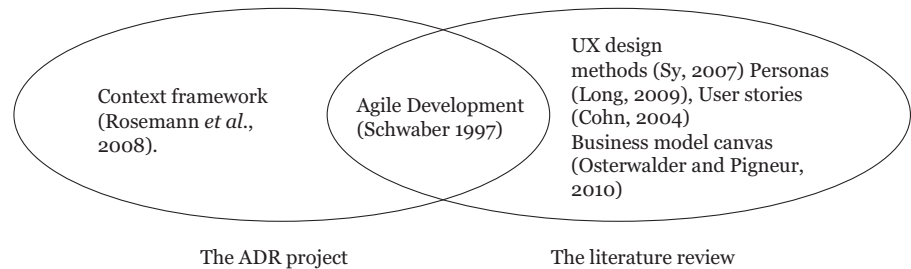 Context framework
(Rosemann et al.,
2008).
Agile Development
(Schwaber 1997)
UX design
methods (Sy, 2007) Personas
(Long, 2009), User stories
(Cohn, 2004)
Business model canvas
(Osterwalder and Pigneur,
2010)
The ADR project
The literature review